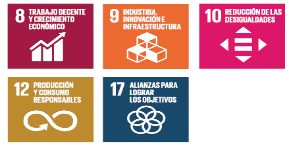 8 TRABAJO DECENTE
Y CRECIMIENTO
ECONÓMICO
9 INDUSTRIA,
INNOVACIÓN E
INFRAESTRUCTURA
10 REDUCCIÓN DE LAS
DESIGUALDADES
12 PRODUCCIÓN
Y CONSUMO
RESPONSABLES
17 ALIANZAS PARA
LOGRAR
LOS OBJETIVOS